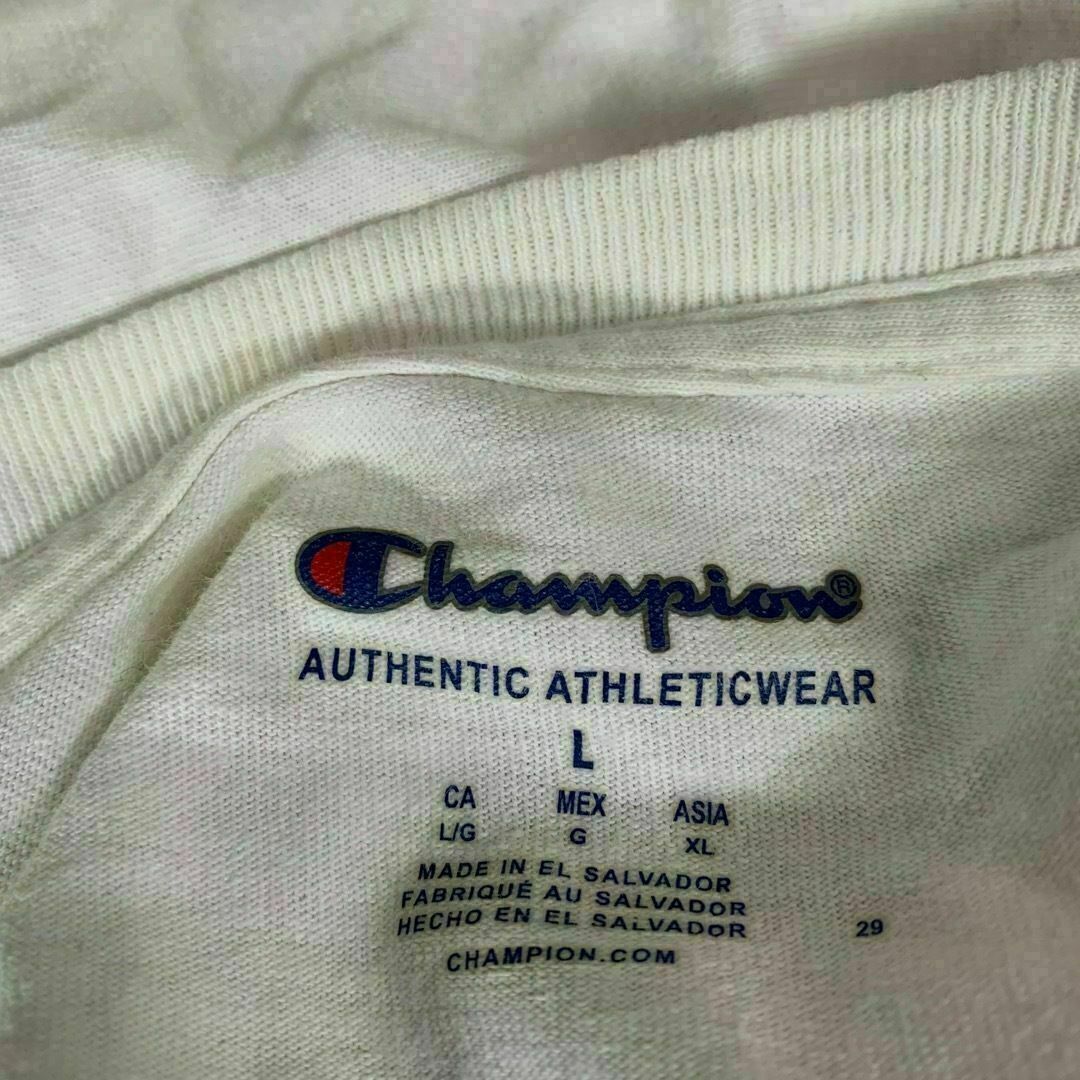 Champion®
AUTHENTIC ATHLETICWEAR
L
CA MEX ASIA
L/G G XL
MADE IN EL SALVADOR
FABRIQUÉ AU SALVADOR
HECHO EN EL SALVADOR 29
CHAMPION.COM